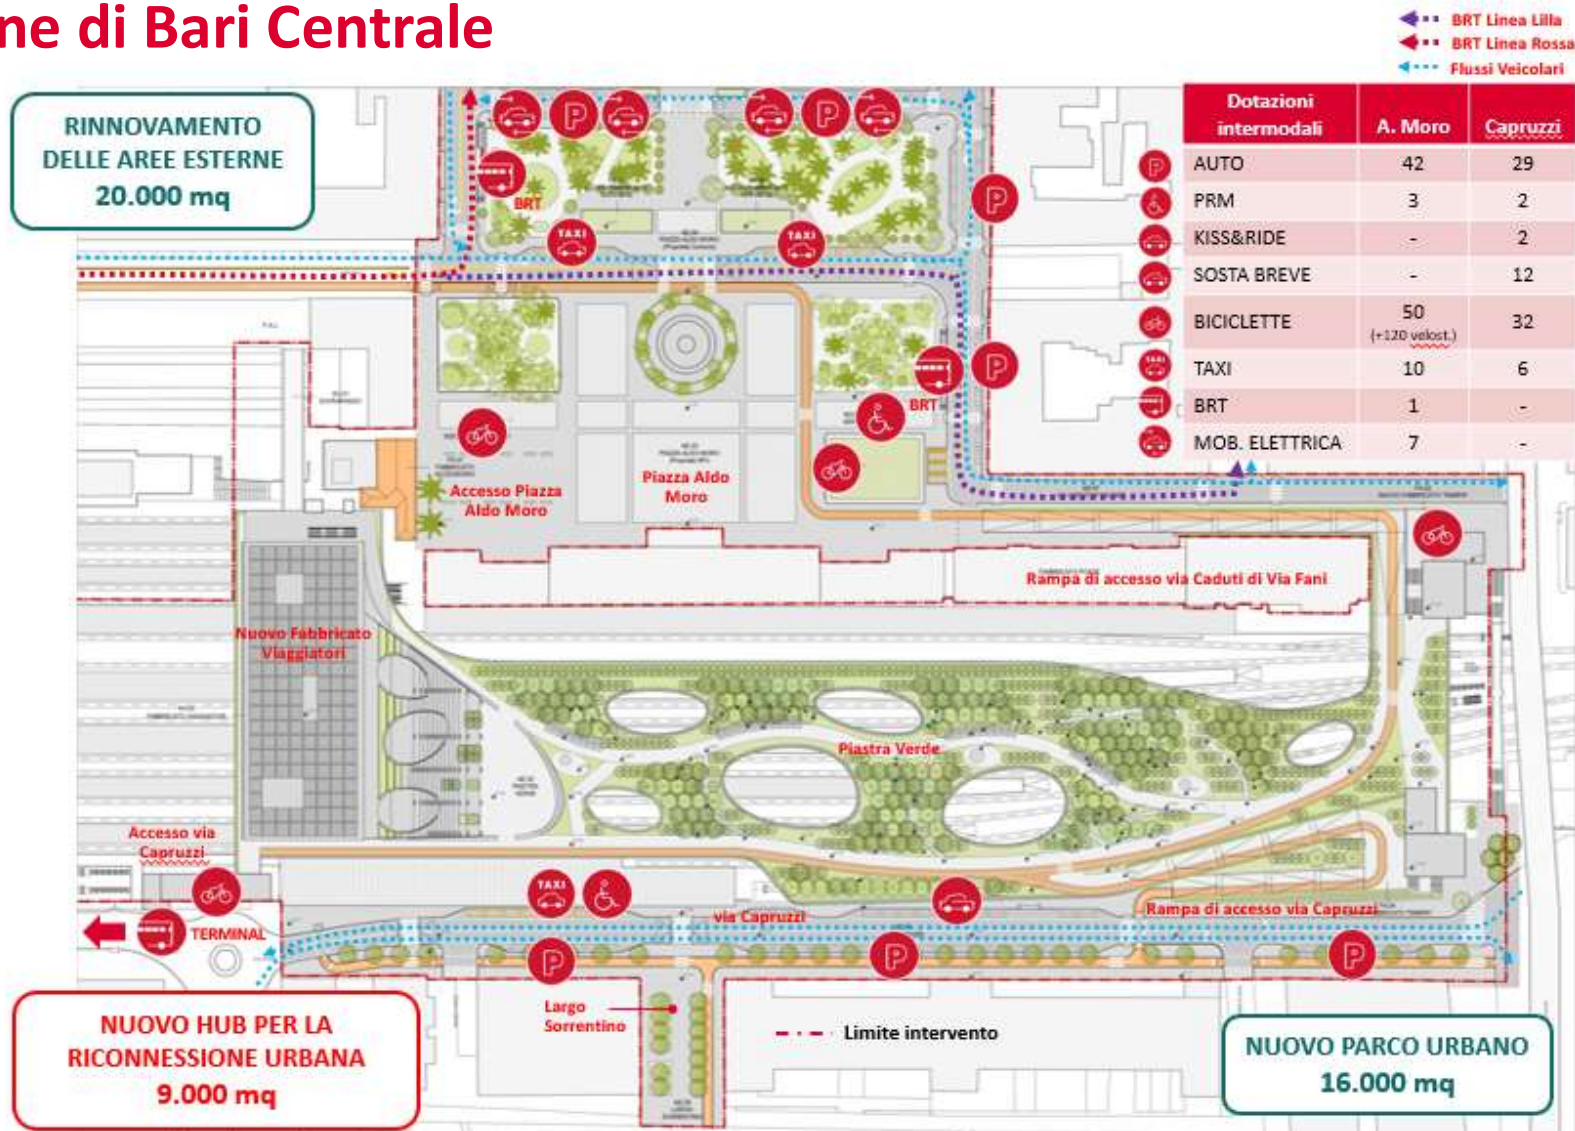 ne di Bari Centrale
BRT Linea Lilla
BRT Linea Rossa
Flussi Veicolari
RINNOVAMENTO
DELLE AREE ESTERNE
20.000 mq
Dotazioni
intermodali
A. Moro
Capruzzi
AUTO 42 29
PRM 3 2
KISS&RIDE - 2
SOSTA BREVE - 12
BICICLETTE 50 32
(+120 velost.)
TAXI 10 6
BRT 1 -
MOB. ELETTRICA 7 -
P
P
P
BRT
TAXI
TAXI
P
BRT
P
Accesso Piazza
Aldo Moro
Piazza Aldo
Moro
Rampa di accesso via Caduti di Via Fani
Nuovo Fabbricato
Viaggiatori
Piastra Verde
Accesso via
Capruzzi
TERMINAL
TAXI
via Capruzzi
Rampa di accesso via Capruzzi
P
P
P
Largo
Sorrentino
Limite intervento
NUOVO HUB PER LA
RICONNESSIONE URBANA
9.000 mq
NUOVO PARCO URBANO
16.000 mq